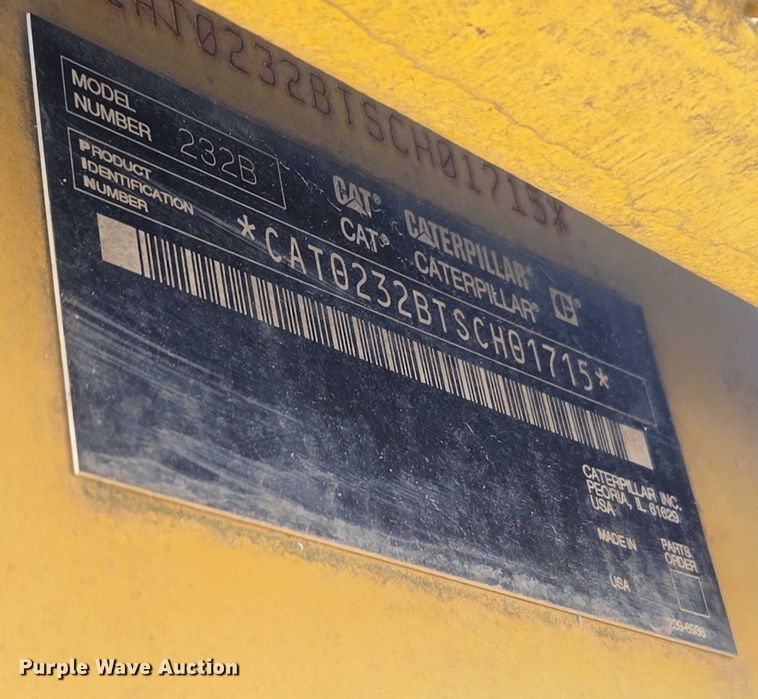 CAT0232BTSCH01715*
MODEL
NUMBER
232B
PRODUCT
IDENTIFICATION
NUMBER
CAT® CATERPILLAR®
CAT® CATERPILLAR®
*CAT0232BTSCH01715*
CATERPILLAR INC.
PEORIA, IL 61629
USA
MADE IN
USA
PARTS
ORDER
Purple Wave Auction